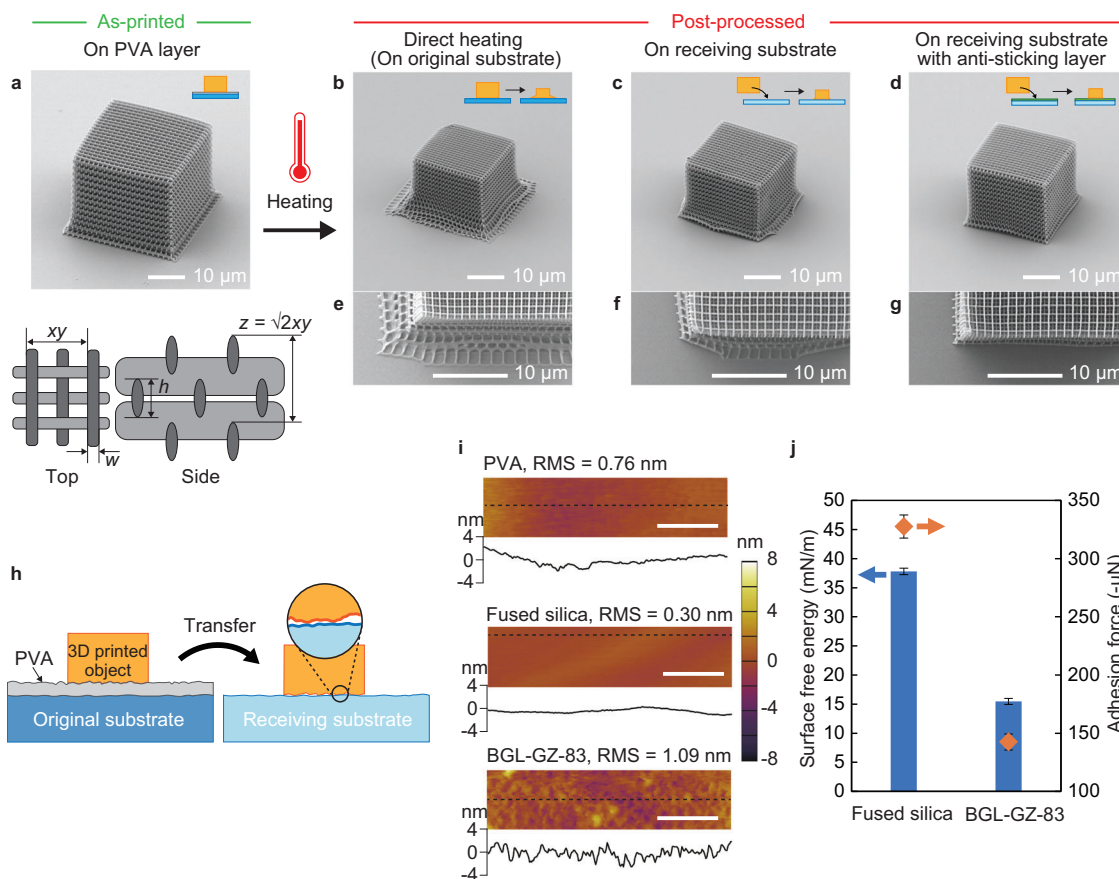 As-printed
Post-processed
On PVA layer
Direct heating
(On original substrate)
On receiving substrate
On receiving substrate
with anti-sticking layer
a
b
c
d
Heating
10 µm
10 µm
10 µm
10 µm
e
f
g
10 µm
10 µm
10 µm
xy
z = √2xy
h
w
Top
Side
h
PVA
3D printed
object
Transfer
Original substrate
Receiving substrate
i
PVA, RMS = 0.76 nm
nm
4
0
-4
Fused silica, RMS = 0.30 nm
4
0
-4
BGL-GZ-83, RMS = 1.09 nm
4
0
-4
nm
8
4
2
0
-2
-4
-8
j
Surface free energy (mN/m)
50
45
40
35
30
25
20
15
10
5
0
350
300
250
200
150
100
Adhesion force (-µN)
Fused silica
BGL-GZ-83